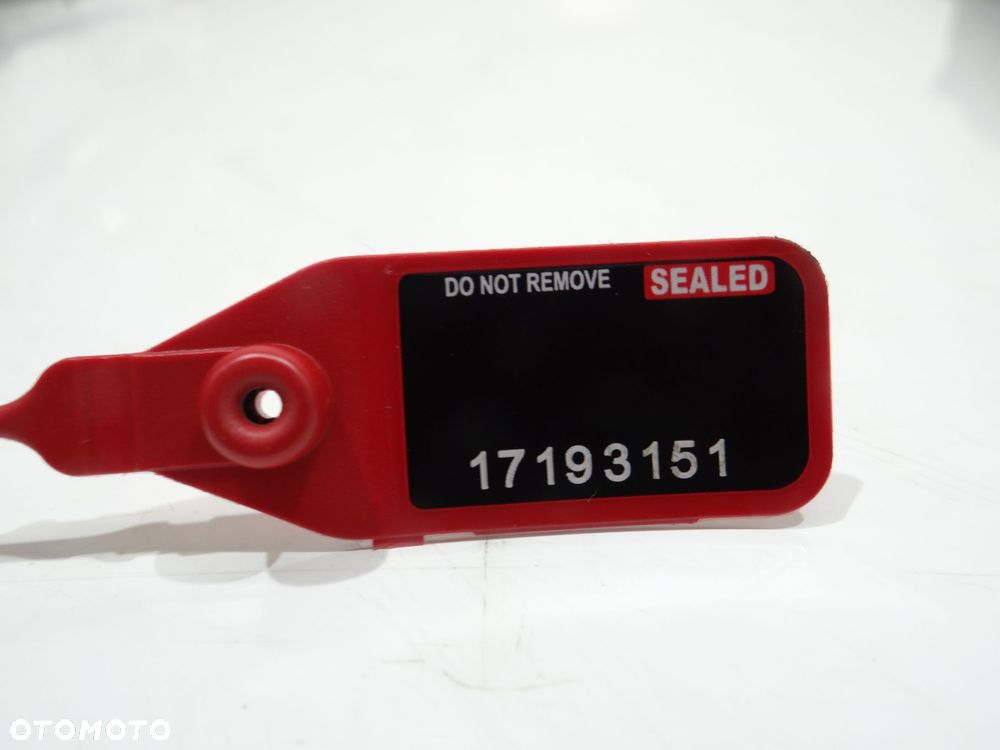 DO NOT REMOVE SEALED
17193151
OTOMOTO